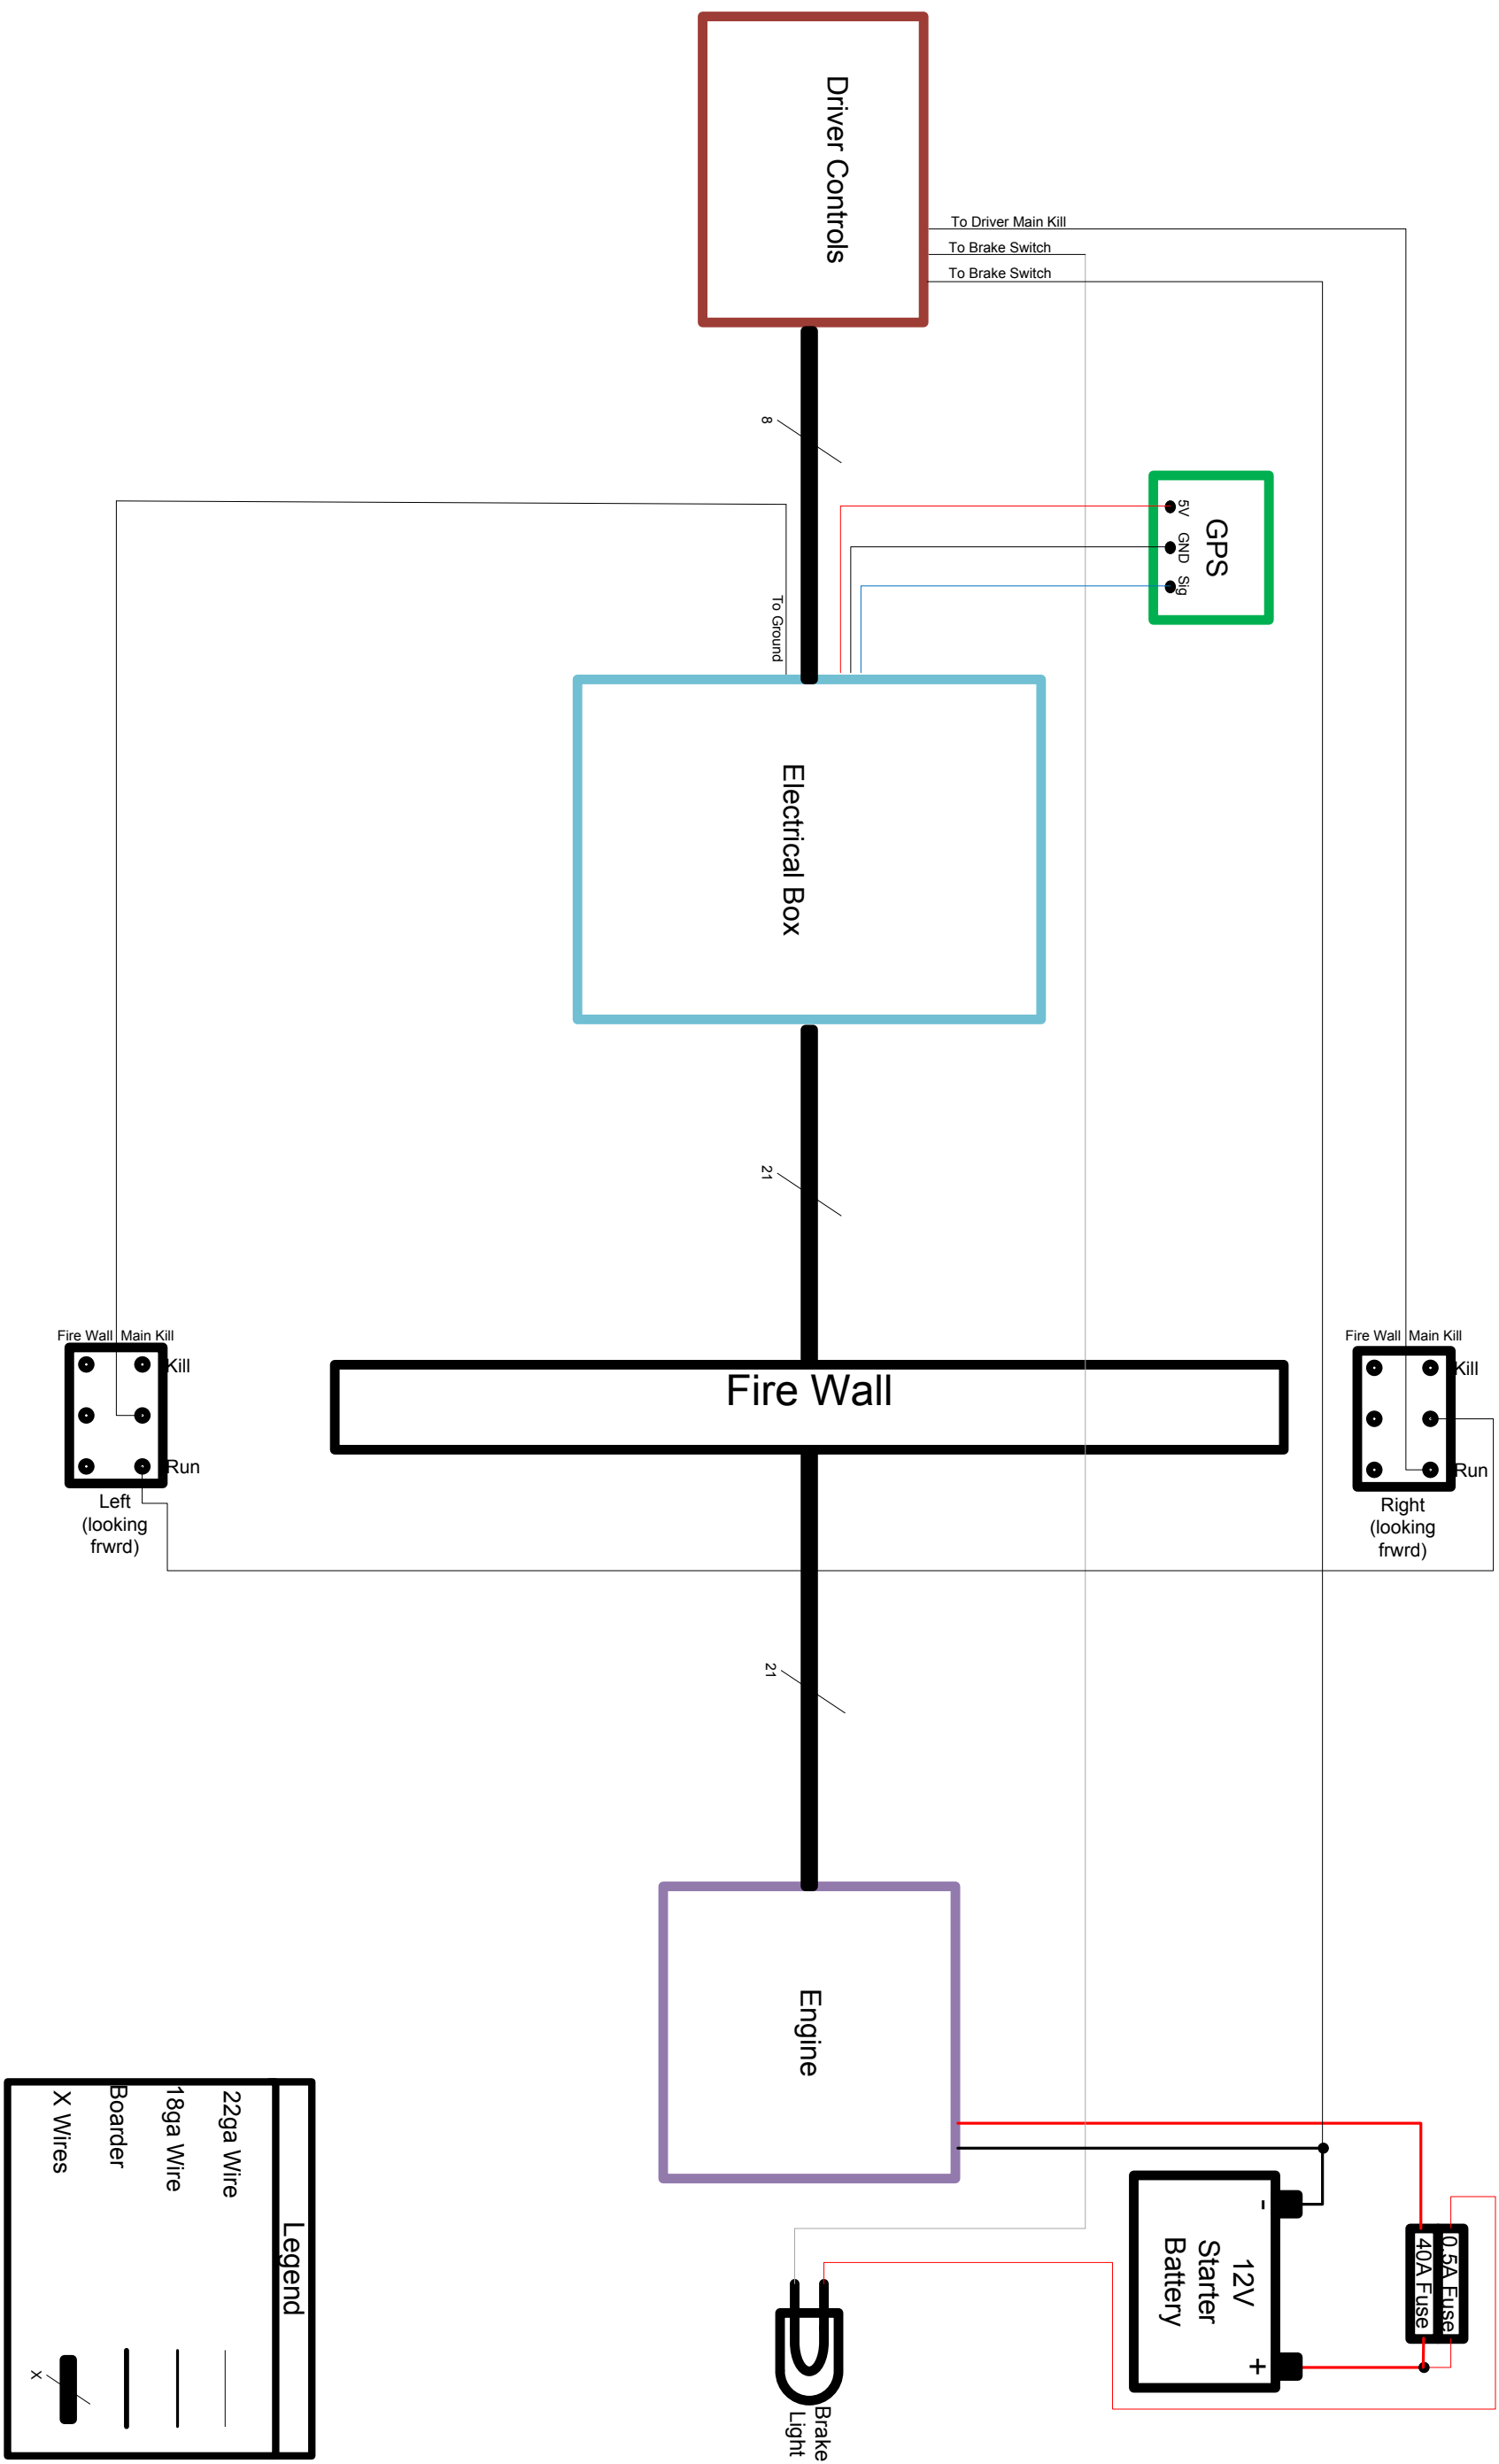 Driver Controls
To Driver Main Kill
To Brake Switch
To Brake Switch
8
GPS
5V
GND
Sig
To Ground
Electrical Box
21
Fire Wall Main Kill
Kill
Run
Left
(looking
frwrd)
Fire Wall
Fire Wall Main Kill
Kill
Run
Right
(looking
frwrd)
21
Engine
12V
Starter
Battery
-
+
0.5A Fuse
40A Fuse
Brake
Light
Legend
22ga Wire
18ga Wire
Boarder
X Wires
X